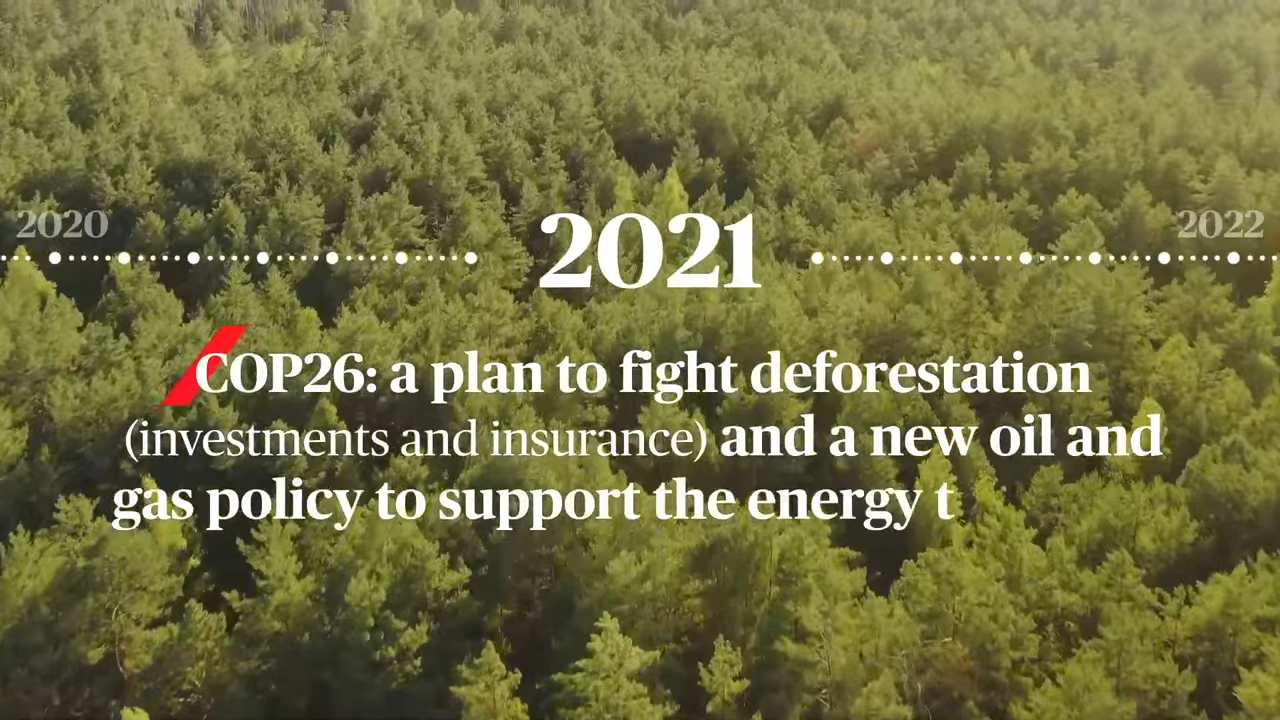 2020
2021
2022
COP26: a plan to fight deforestation
(investments and insurance) and a new oil and
gas policy to support the energy t